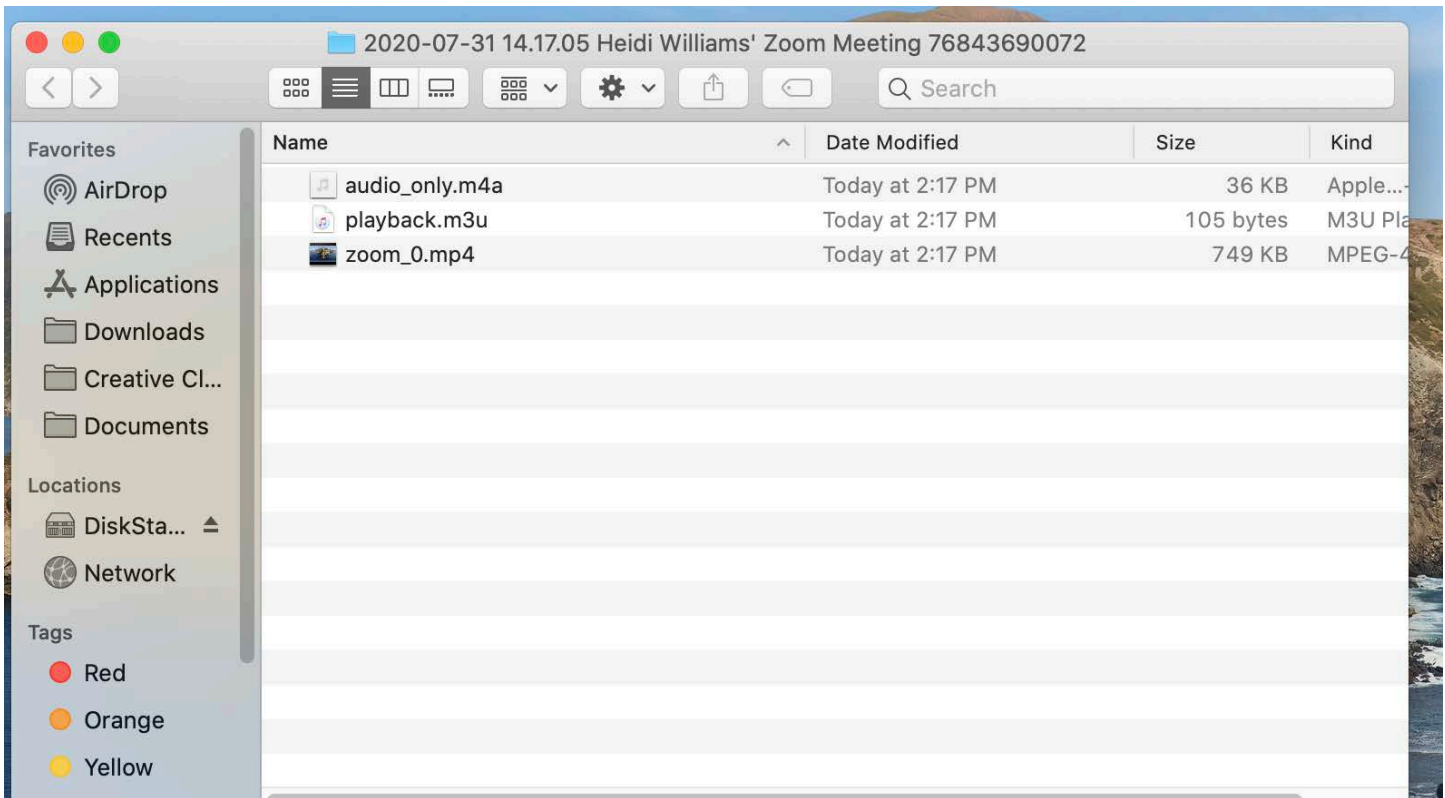 2020-07-31 14.17.05 Heidi Williams' Zoom Meeting 76843690072
Search
Favorites
AirDrop
Recents
Applications
Downloads
Creative Cl...
Documents
Locations
DiskSta...
Network
Tags
Red
Orange
Yellow
Name Date Modified Size Kind
audio_only.m4a Today at 2:17 PM 36 KB Apple...-
playback.m3u Today at 2:17 PM 105 bytes M3U Pla
zoom_0.mp4 Today at 2:17 PM 749 KB MPEG-4